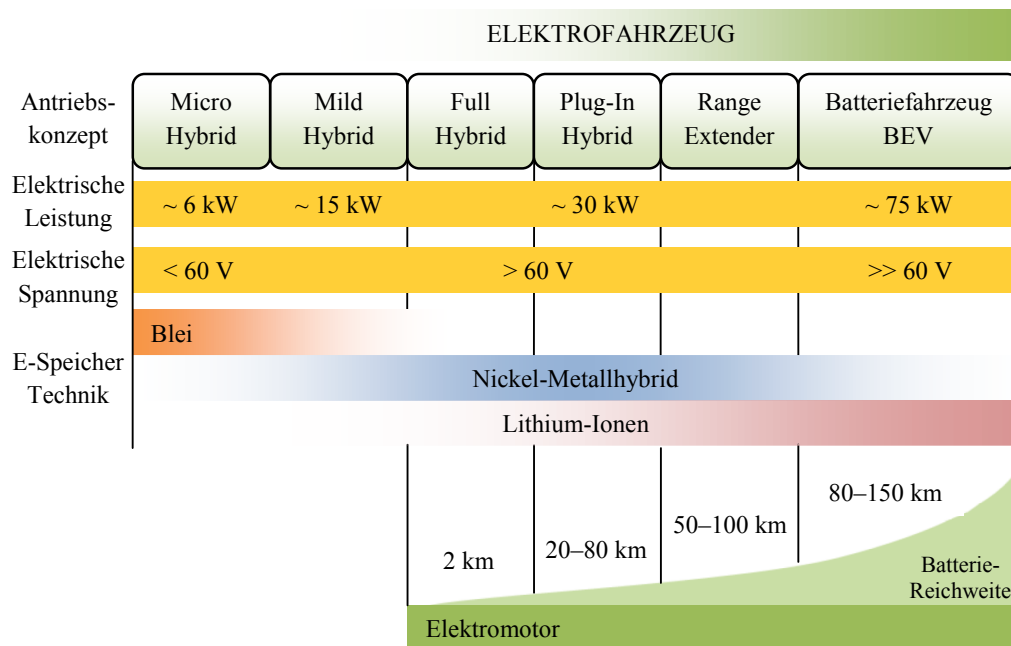 ELEKTROFAHRZEUG
Antriebs-
konzept
Micro
Hybrid
Mild
Hybrid
Full
Hybrid
Plug-In
Hybrid
Range
Extender
Batteriefahrzeug
BEV
Elektrische
Leistung
~ 6 kW
~ 15 kW
~ 30 kW
~ 75 kW
Elektrische
Spannung
< 60 V
> 60 V
>> 60 V
E-Speicher
Technik
Blei
Nickel-Metallhybrid
Lithium-Ionen
2 km
20–80 km
50–100 km
80–150 km
Batterie-
Reichweite
Elektromotor